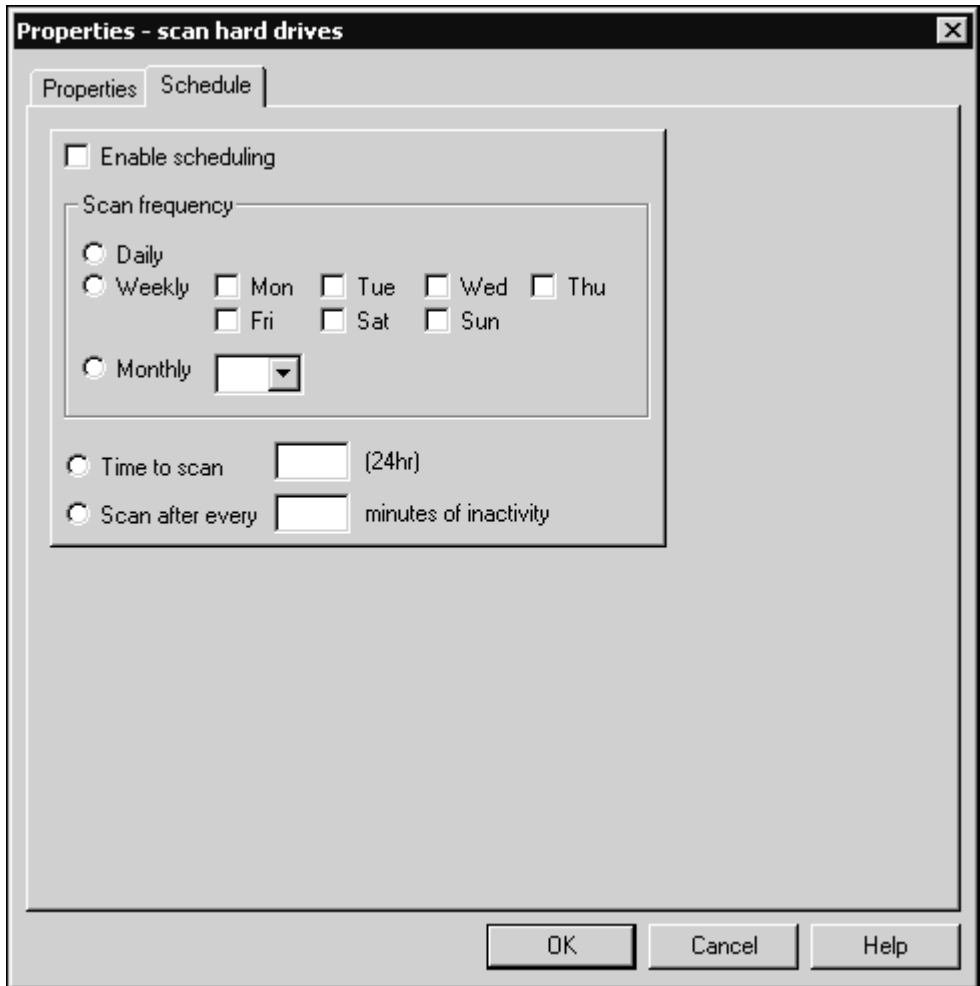 Properties - scan hard drives
Properties Schedule
Enable scheduling
Scan frequency
Daily
Weekly Mon Tue Wed Thu
Fri Sat Sun
Monthly
Time to scan (24hr)
Scan after every minutes of inactivity
OK Cancel Help